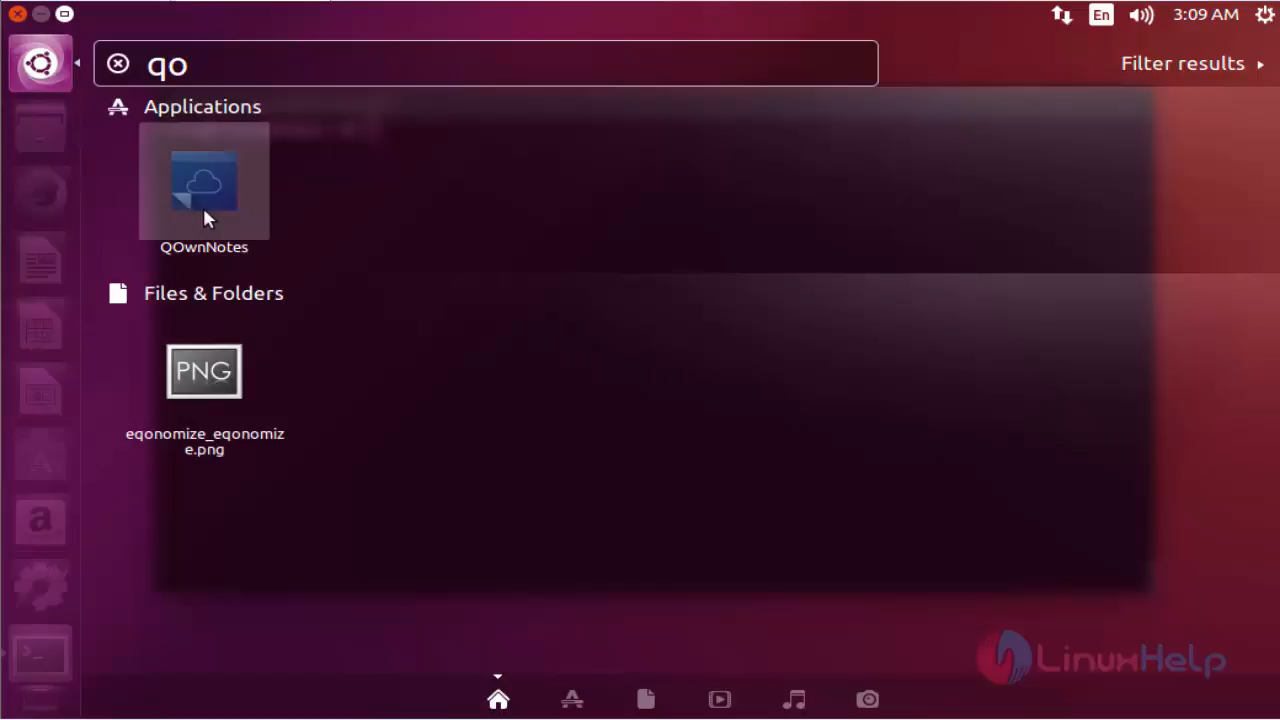 En
3:09 AM
qo
Filter results
Applications
QOwnNotes
Files & Folders
PNG
eqonomize_eqonomiz
e.png
a
>_
LinuxHelp